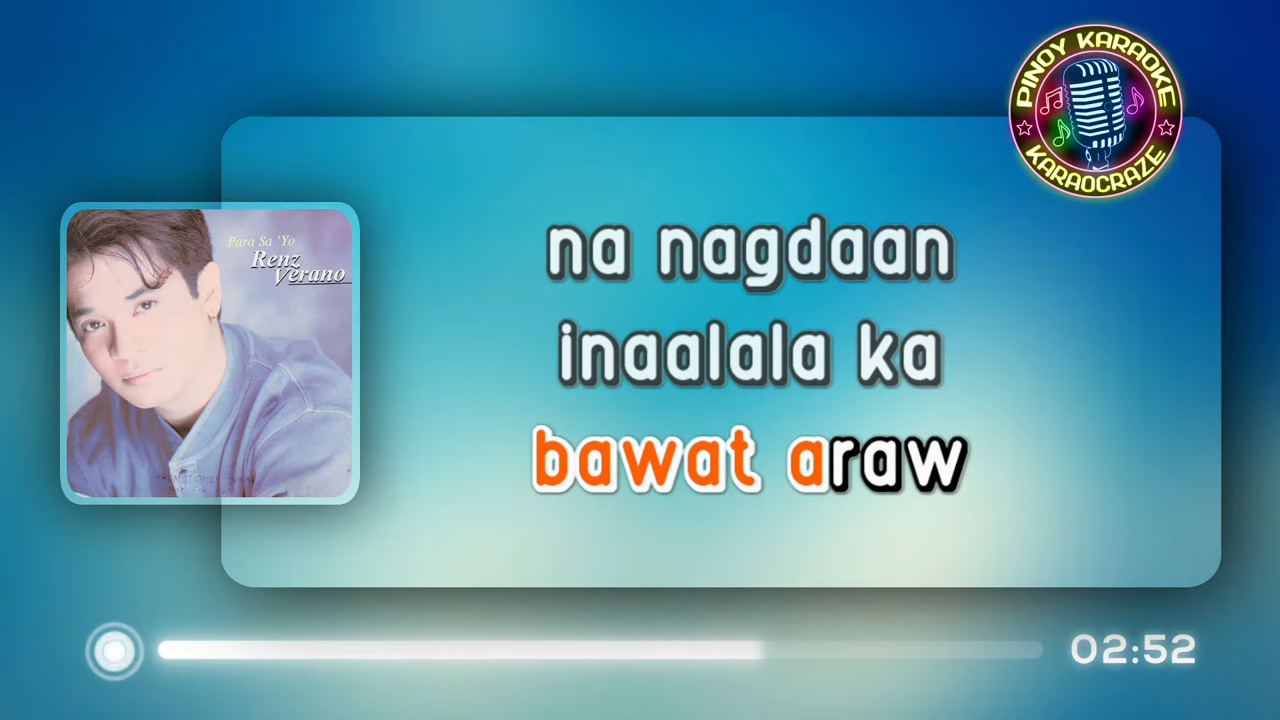 PINOY KARAOKE
KARAOCRAZE
Para Sa 'Yo
Renz
Verano
na nagdaan
inaalala ka
bawat araw
02:52